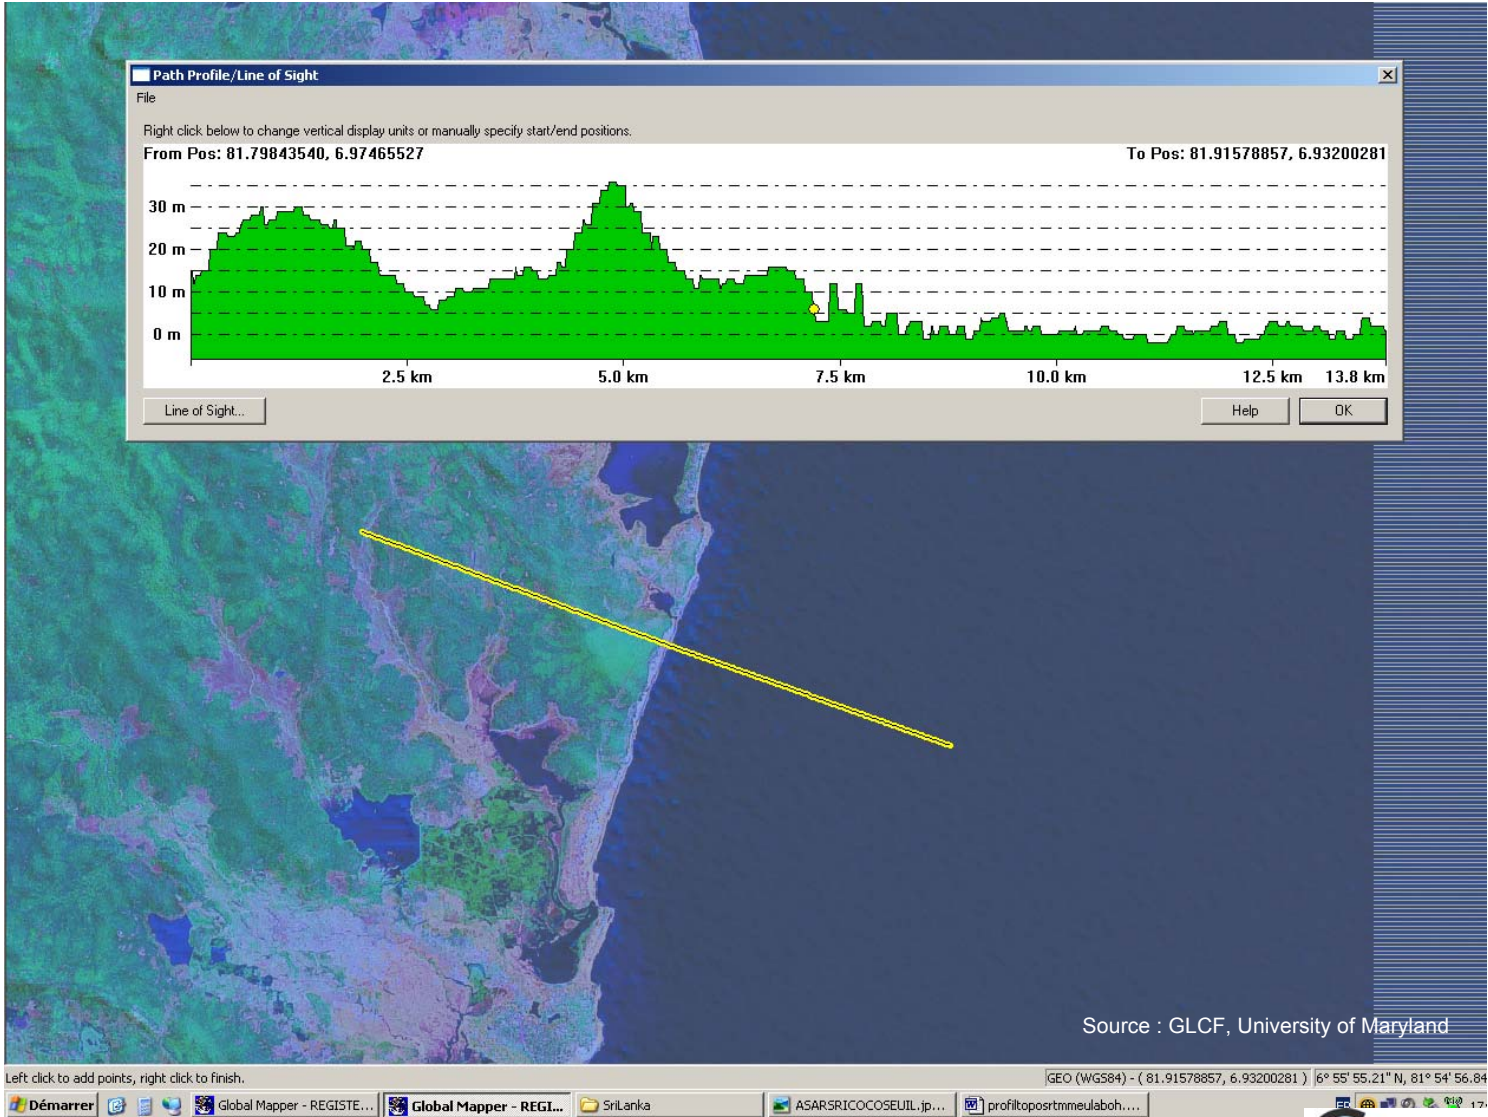 Path Profile/Line of Sight
File
Right click below to change vertical display units or manually specify start/end positions.
From Pos: 81.79843540, 6.97465527 To Pos: 81.91578857, 6.93200281
30 m
20 m
10 m
0 m
2.5 km 5.0 km 7.5 km 10.0 km 12.5 km 13.8 km
Line of Sight... Help OK
Source : GLCF, University of Maryland
Left click to add points, right click to finish. GEO (WGS84) - ( 81.91578857, 6.93200281 ) 6° 55' 55.21" N, 81° 54' 56.84
Démarrer Global Mapper - REGISTE... Global Mapper - REGI... SriLanka ASARSRICOCOSEUIL.jp... profiltoposrtmmeulaboh.... FR